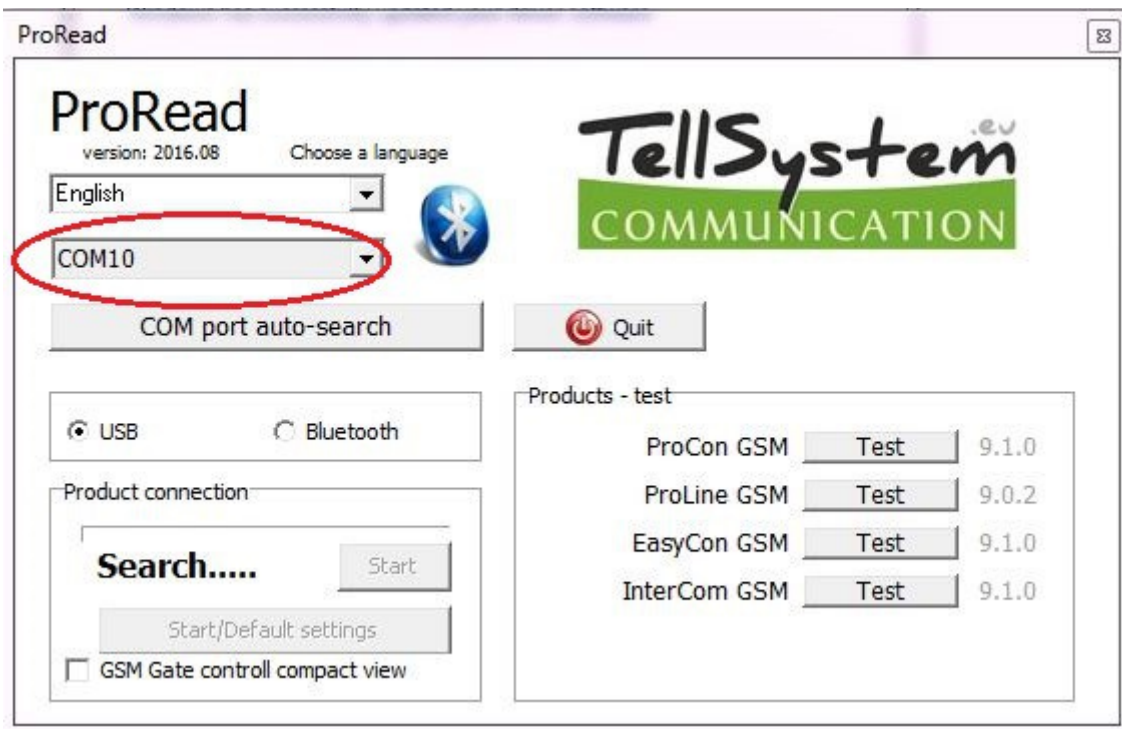 ProRead
ProRead
version: 2016.08
Choose a language
English
COM10
COM port auto-search
TellSystem.eu
COMMUNICATION
Quit
USB
Bluetooth
Product connection
Search.....
Start
Start/Default settings
GSM Gate controll compact view
Products - test
ProCon GSM Test 9.1.0
ProLine GSM Test 9.0.2
EasyCon GSM Test 9.1.0
InterCom GSM Test 9.1.0